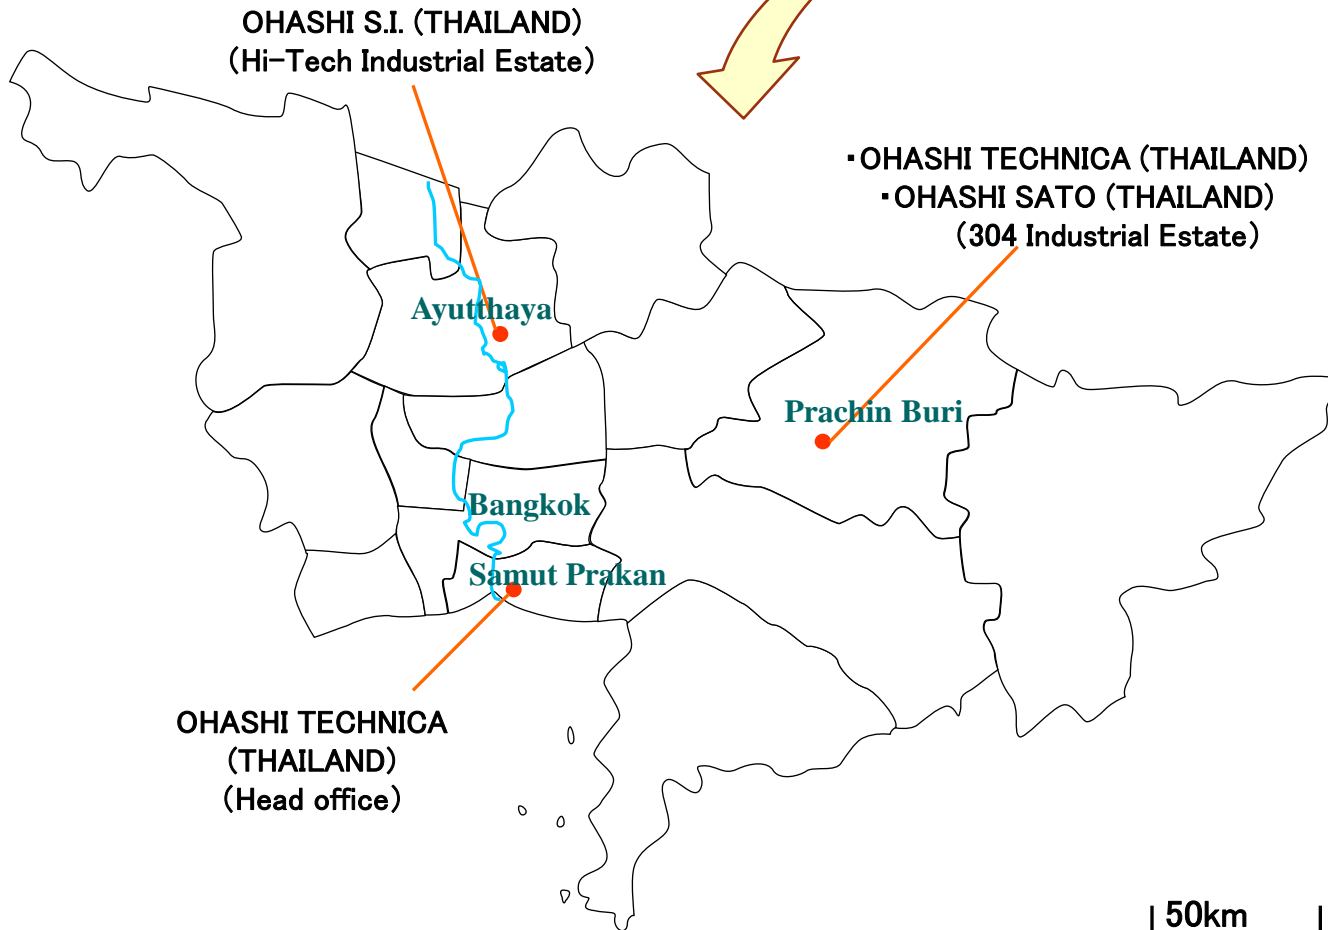 OHASHI S.I. (THAILAND)
(Hi-Tech Industrial Estate)
・OHASHI TECHNICA (THAILAND)
・OHASHI SATO (THAILAND)
(304 Industrial Estate)
Ayutthaya
Prachin Buri
Bangkok
Samut Prakan
OHASHI TECHNICA
(THAILAND)
(Head office)
50km